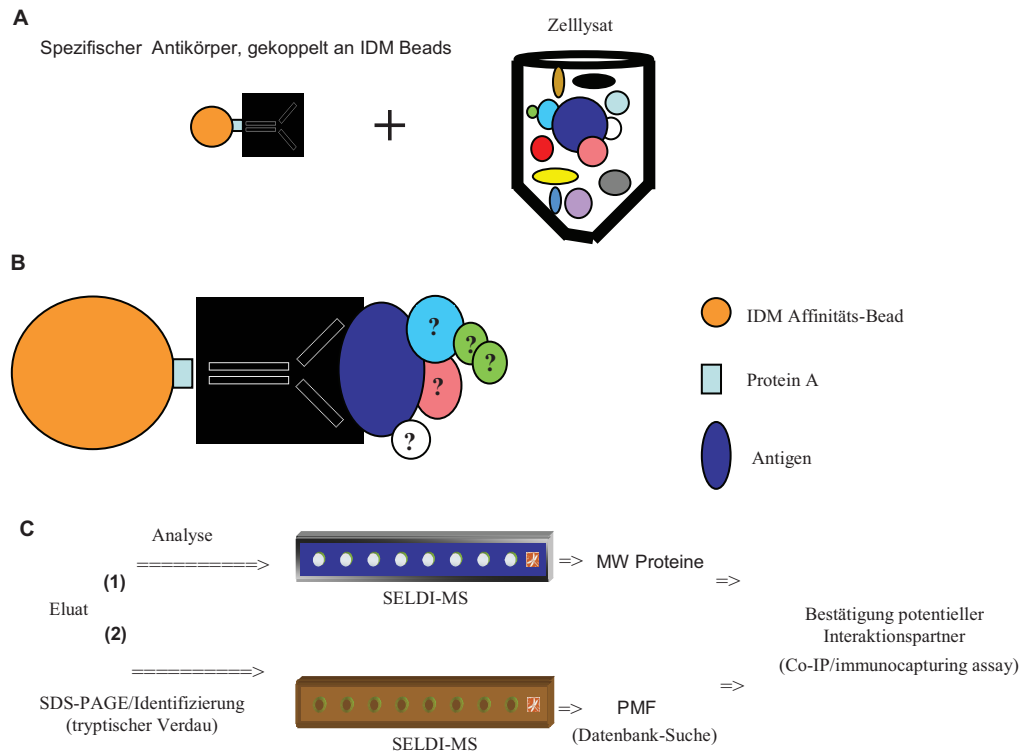 A
Spezifischer Antikörper, gekoppelt an IDM Beads
Zelllysat
+
B
?
?
?
?
?
?
IDM Affinitäts-Bead
Protein A
Antigen
C
Analyse
==========>
(1)
Eluat
(2)
==========>
SDS-PAGE/Identifizierung
(tryptischer Verdau)
SELDI-MS
=> MW Proteine =>
SELDI-MS
=> PMF =>
(Datenbank-Suche)
Bestätigung potentieller
Interaktionspartner
(Co-IP/immunocapturing assay)